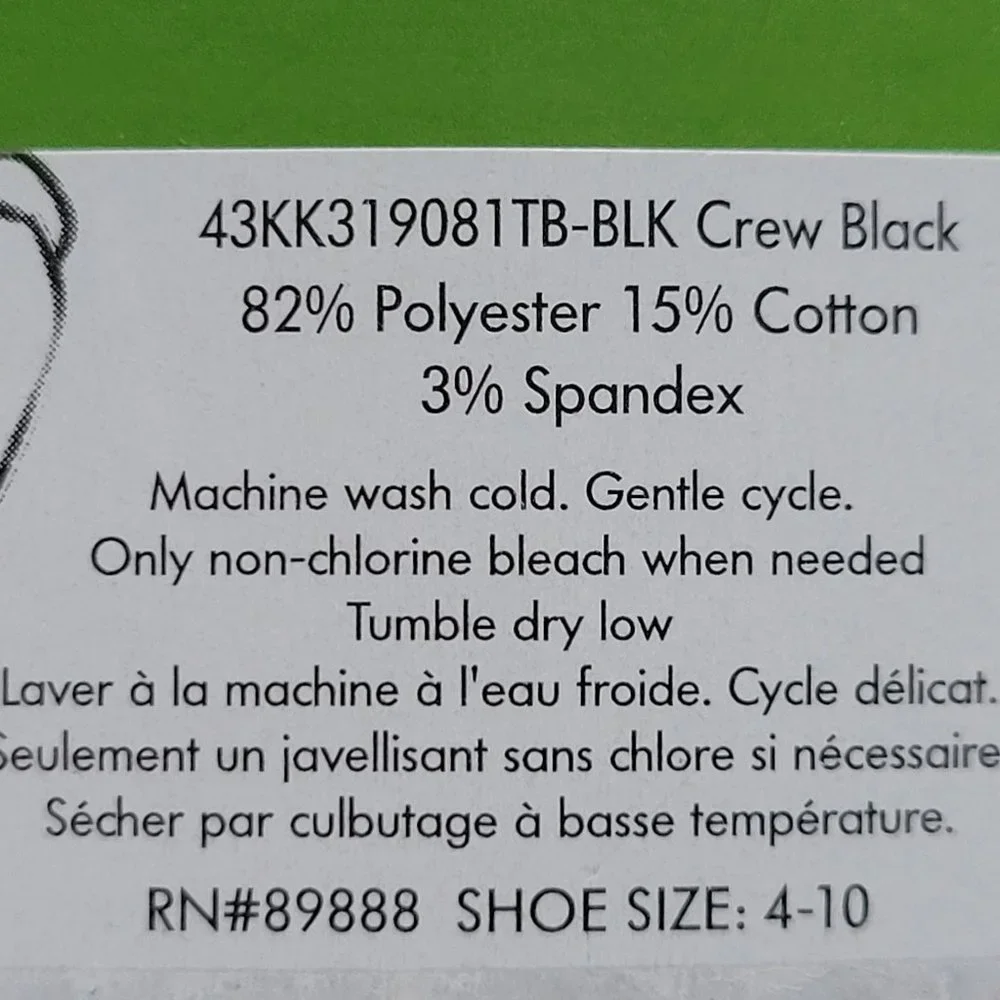 43KK319081TB-BLK Crew Black
82% Polyester 15% Cotton
3% Spandex
Machine wash cold. Gentle cycle.
Only non-chlorine bleach when needed
Tumble dry low
Laver à la machine à l'eau froide. Cycle délicat.
Seulement un javellisant sans chlore si nécessaire
Sécher par culbutage à basse température.
RN#89888 SHOE SIZE: 4-10